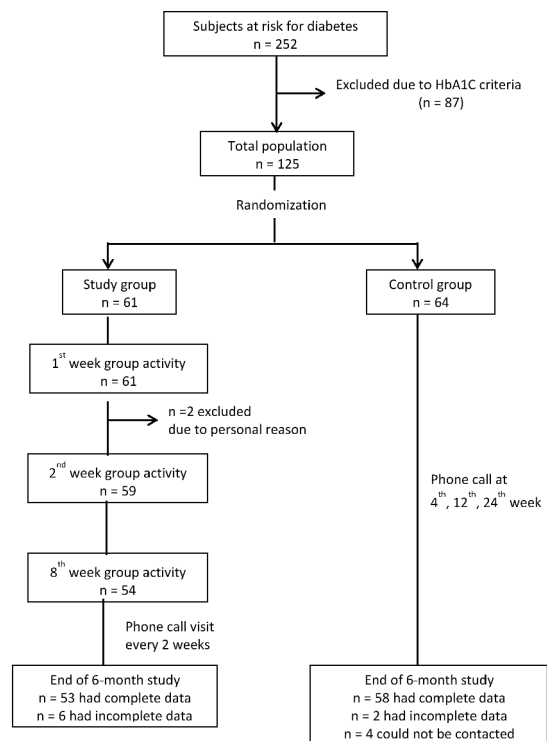 Subjects at risk for diabetes
n = 252
Excluded due to HbA1C criteria
(n = 87)
Total population
n = 125
Randomization
Study group
n = 61
Control group
n = 64
1st week group activity
n = 61
n =2 excluded
due to personal reason
2nd week group activity
n = 59
Phone call at
4th, 12th, 24th week
8th week group activity
n = 54
Phone call visit
every 2 weeks
End of 6-month study
n = 53 had complete data
n = 6 had incomplete data
End of 6-month study
n = 58 had complete data
n = 2 had incomplete data
n = 4 could not be contacted